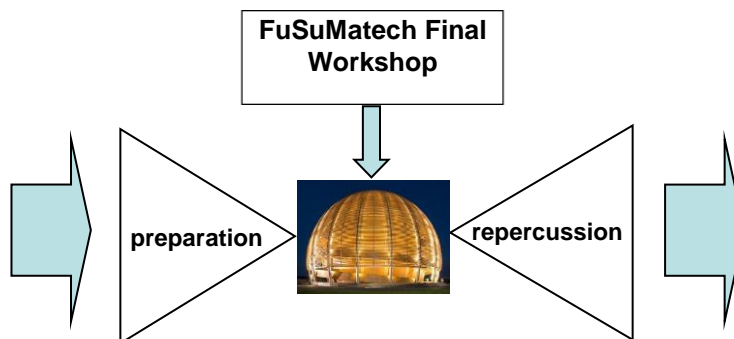 FuSuMatech Final
Workshop
preparation
repercussion